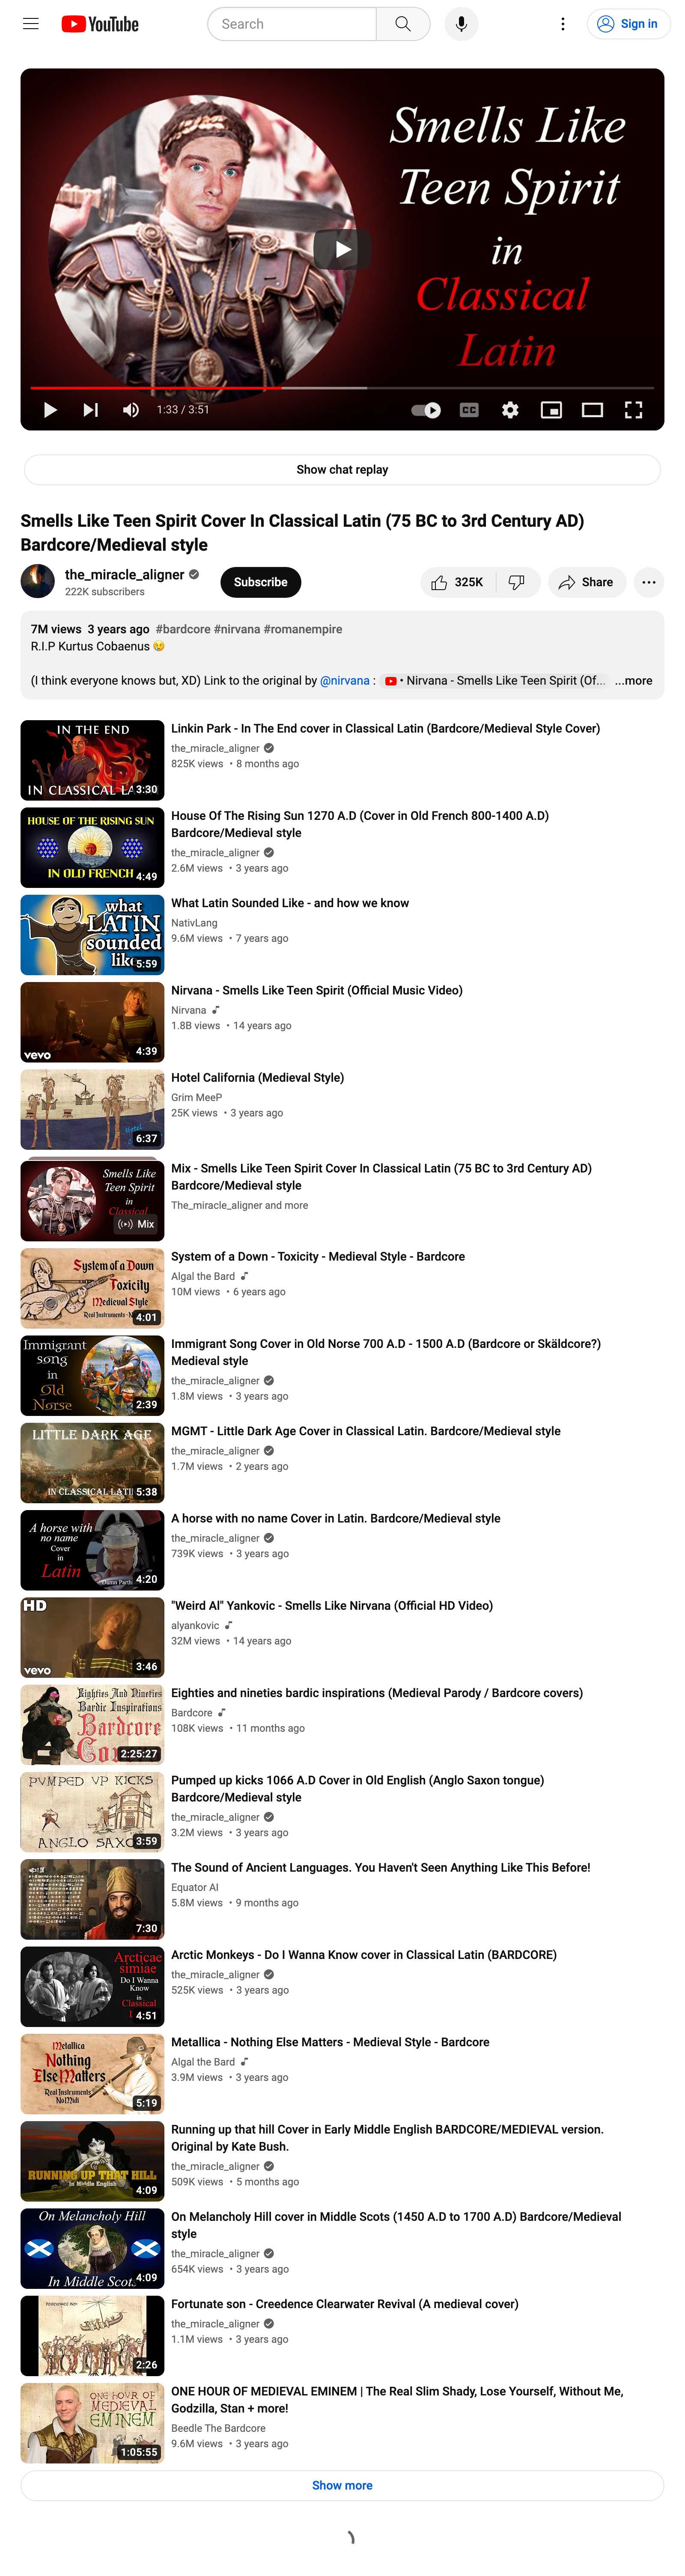 YouTube
Search
Sign in
Smells Like
Teen Spirit
in
Classical
Latin
1:33 / 3:51
CC
Show chat replay
Smells Like Teen Spirit Cover In Classical Latin (75 BC to 3rd Century AD)
Bardcore/Medieval style
the_miracle_aligner
222K subscribers
Subscribe
325K
Share
7M views 3 years ago #bardcore #nirvana #romanempire
R.I.P Kurtus Cobaenus 😢
(I think everyone knows but, XD) Link to the original by @nirvana : • Nirvana - Smells Like Teen Spirit (Of... ...more
IN THE END
3:30
Linkin Park - In The End cover in Classical Latin (Bardcore/Medieval Style Cover)
the_miracle_aligner
825K views • 8 months ago
HOUSE OF THE RISING SUN
IN OLD FRENCH
4:49
House Of The Rising Sun 1270 A.D (Cover in Old French 800-1400 A.D)
Bardcore/Medieval style
the_miracle_aligner
2.6M views • 3 years ago
what
LATIN
sounded
5:59
What Latin Sounded Like - and how we know
NativLang
9.6M views • 7 years ago
vevo
4:39
Nirvana - Smells Like Teen Spirit (Official Music Video)
Nirvana
1.8B views • 14 years ago
6:37
Hotel California (Medieval Style)
Grim MeeP
25K views • 3 years ago
Smells Like
Teen Spirit
in
Classical
Mix
Mix - Smells Like Teen Spirit Cover In Classical Latin (75 BC to 3rd Century AD)
Bardcore/Medieval style
The_miracle_aligner and more
System of a Down
Toxicity
Medieval Style
4:01
System of a Down - Toxicity - Medieval Style - Bardcore
Algal the Bard
10M views • 6 years ago
Immigrant
song
in
Old
Norse
2:39
Immigrant Song Cover in Old Norse 700 A.D - 1500 A.D (Bardcore or Skäldcore?)
Medieval style
the_miracle_aligner
1.8M views • 3 years ago
LITTLE DARK AGE
5:38
MGMT - Little Dark Age Cover in Classical Latin. Bardcore/Medieval style
the_miracle_aligner
1.7M views • 2 years ago
A horse with
no name
Cover
in
Latin
4:20
A horse with no name Cover in Latin. Bardcore/Medieval style
the_miracle_aligner
739K views • 3 years ago
HD
vevo
3:46
"Weird Al" Yankovic - Smells Like Nirvana (Official HD Video)
alyankovic
32M views • 14 years ago
Eighties And Nineties
Bardic Inspirations
Bardcore
2:25:27
Eighties and nineties bardic inspirations (Medieval Parody / Bardcore covers)
Bardcore
108K views • 11 months ago
PVMPED VP KICKS
3:59
Pumped up kicks 1066 A.D Cover in Old English (Anglo Saxon tongue)
Bardcore/Medieval style
the_miracle_aligner
3.2M views • 3 years ago
7:30
The Sound of Ancient Languages. You Haven't Seen Anything Like This Before!
Equator AI
5.8M views • 9 months ago
Arcticae
simiae
Do I Wanna
Know
in
Classical
4:51
Arctic Monkeys - Do I Wanna Know cover in Classical Latin (BARDCORE)
the_miracle_aligner
525K views • 3 years ago
Metallica
Nothing
Else Matters
Real Instruments
No Midi
5:19
Metallica - Nothing Else Matters - Medieval Style - Bardcore
Algal the Bard
3.9M views • 3 years ago
RUNNING UP THAT HILL
In Middle English
4:09
Running up that hill Cover in Early Middle English BARDCORE/MEDIEVAL version.
Original by Kate Bush.
the_miracle_aligner
509K views • 5 months ago
On Melancholy Hill
In Middle Scots
4:09
On Melancholy Hill cover in Middle Scots (1450 A.D to 1700 A.D) Bardcore/Medieval
style
the_miracle_aligner
654K views • 3 years ago
2:26
Fortunate son - Creedence Clearwater Revival (A medieval cover)
the_miracle_aligner
1.1M views • 3 years ago
ONE HOUR OF
MEDIEVAL
EMINEM
1:05:55
ONE HOUR OF MEDIEVAL EMINEM | The Real Slim Shady, Lose Yourself, Without Me,
Godzilla, Stan + more!
Beedle The Bardcore
9.6M views • 3 years ago
Show more